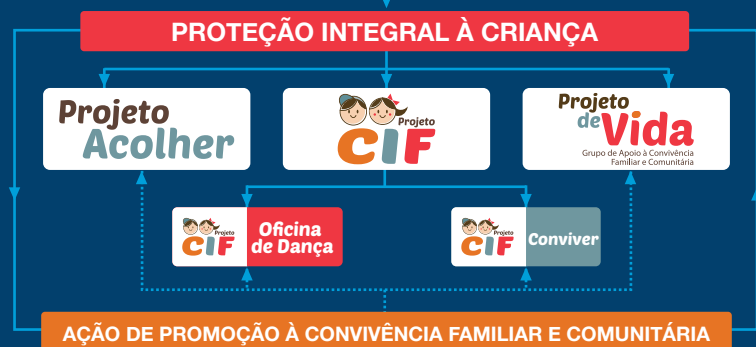 PROTEÇÃO INTEGRAL À CRIANÇA
Projeto
Acolher
Projeto
CIF
Projeto
de Vida
Grupo de Apoio à Convivência
Familiar e Comunitária
Projeto
CIF
Oficina
de Dança
Projeto
CIF
Conviver
AÇÃO DE PROMOÇÃO À CONVIVÊNCIA FAMILIAR E COMUNITÁRIA